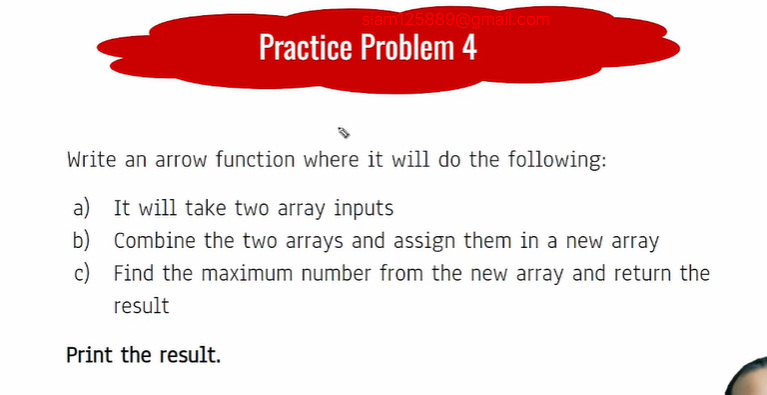 siam125889@gmail.com
Practice Problem 4
Write an arrow function where it will do the following:
a) It will take two array inputs
b) Combine the two arrays and assign them in a new array
c) Find the maximum number from the new array and return the
result
Print the result.